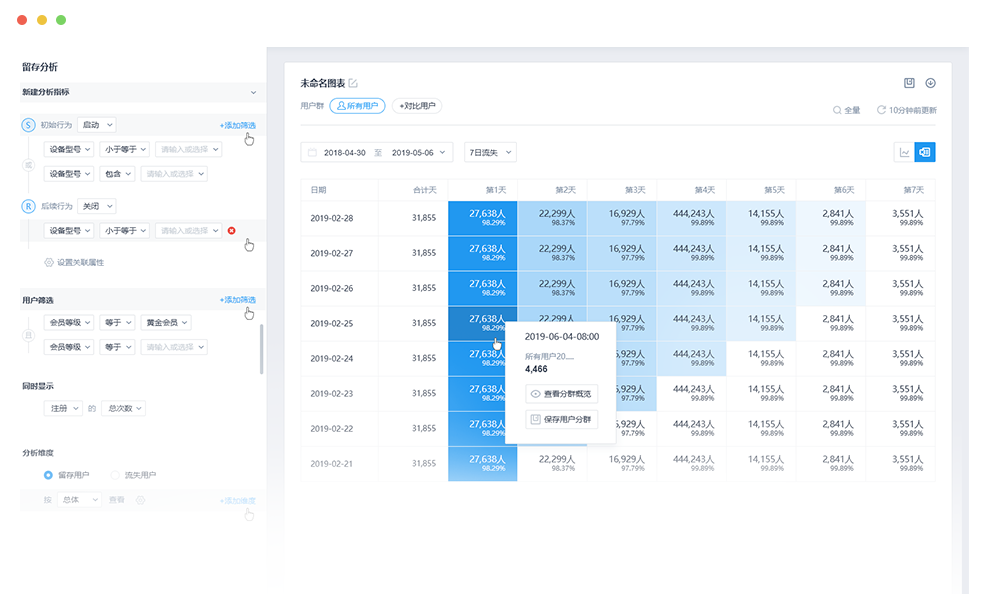 留存分析
新建分析指标
S 初始行为 启动 +添加筛选
设备型号 小于等于 请输入或选择
或
设备型号 包含 请输入或选择
R 后续行为 关闭
设备型号 小于等于 请输入或选择
设置关联属性
用户筛选 +添加筛选
会员等级 等于 黄金会员
且
会员等级 等于 请输入或选择
同时显示
注册 的 总次数
分析维度
留存用户 流失用户
按 总体 查看 +添加维度
未命名图表
用户群 所有用户 +对比用户
全量 10分钟前更新
2018-04-30 至 2019-05-06 7日流失
日期 合计天 第1天 第2天 第3天 第4天 第5天 第6天 第7天
2019-02-28 31,855 27,638人 22,299人 16,929人 444,243人 14,155人 2,841人 3,551人
98.29% 98.37% 97.79% 99.89% 99.89% 99.89% 99.89%
2019-02-27 31,855 27,638人 22,299人 16,929人 444,243人 14,155人 2,841人 3,551人
98.29% 98.37% 97.79% 99.89% 99.89% 99.89% 99.89%
2019-02-26 31,855 27,638人 22,299人 16,929人 444,243人 14,155人 2,841人 3,551人
98.29% 98.37% 97.79% 99.89% 99.89% 99.89% 99.89%
2019-02-25 31,855 27,638人 22,299人 16,929人 444,243人 14,155人 2,841人 3,551人
98.29% 97.79% 99.89% 99.89% 99.89% 99.89%
2019-02-24 31,855 27,638人 5,929人 444,243人 14,155人 2,841人 3,551人
98.29% 97.79% 99.89% 99.89% 99.89% 99.89%
2019-02-23 31,855 27,638人 5,929人 444,243人 14,155人 2,841人 3,551人
98.29% 97.79% 99.89% 99.89% 99.89% 99.89%
2019-02-22 31,855 27,638人 5,929人 444,243人 14,155人 2,841人 3,551人
98.29% 97.79% 99.89% 99.89% 99.89% 99.89%
2019-02-21 31,855 27,638人 22,299人 16,929人 444,243人 14,155人 2,841人 3,551人
98.29% 98.37% 97.79% 99.89% 99.89% 99.89% 99.89%
2019-06-04-08:00
所有用户20....
4,466
查看分群概览
保存用户分群